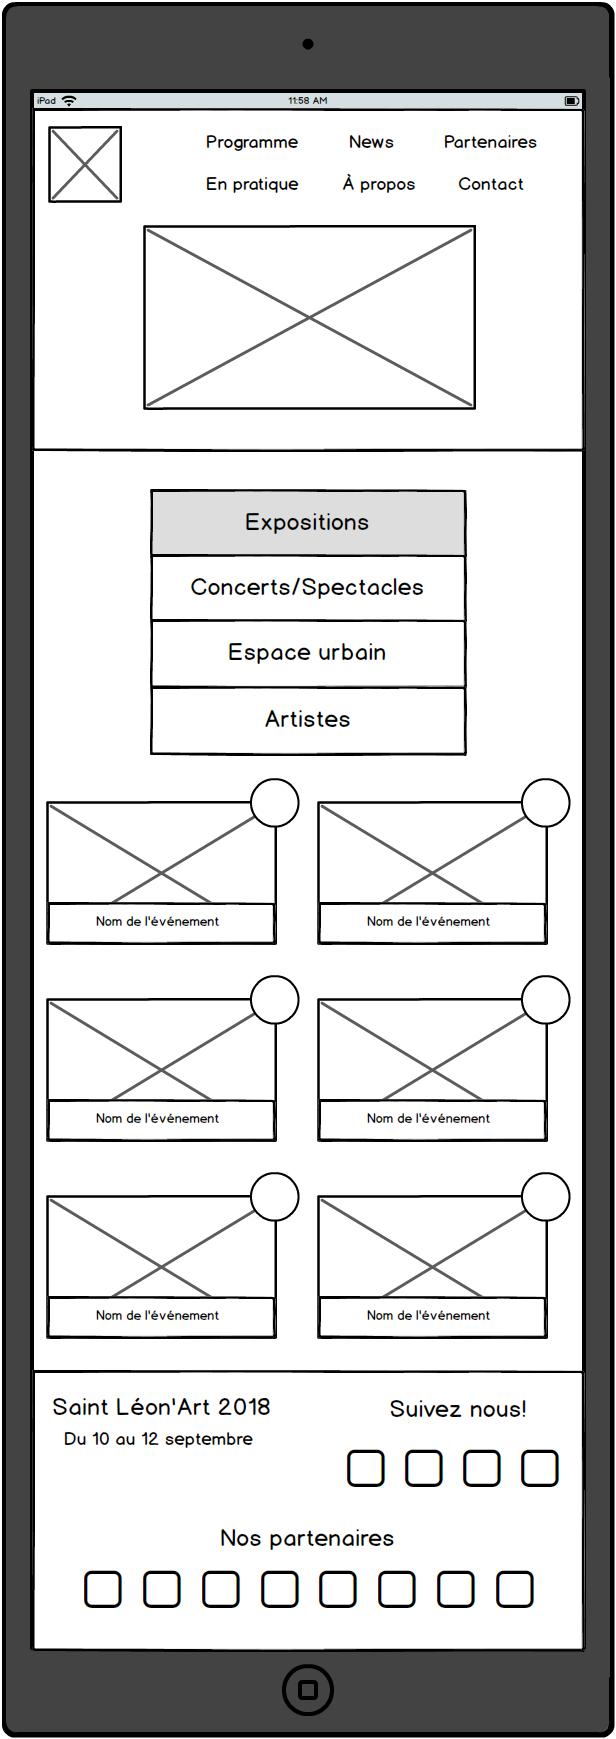 iPad 11:58 AM
Programme News Partenaires
En pratique À propos Contact
Expositions
Concerts/Spectacles
Espace urbain
Artistes
Nom de l'événement Nom de l'événement
Nom de l'événement Nom de l'événement
Nom de l'événement Nom de l'événement
Saint Léon'Art 2018 Suivez nous!
Du 10 au 12 septembre
Nos partenaires